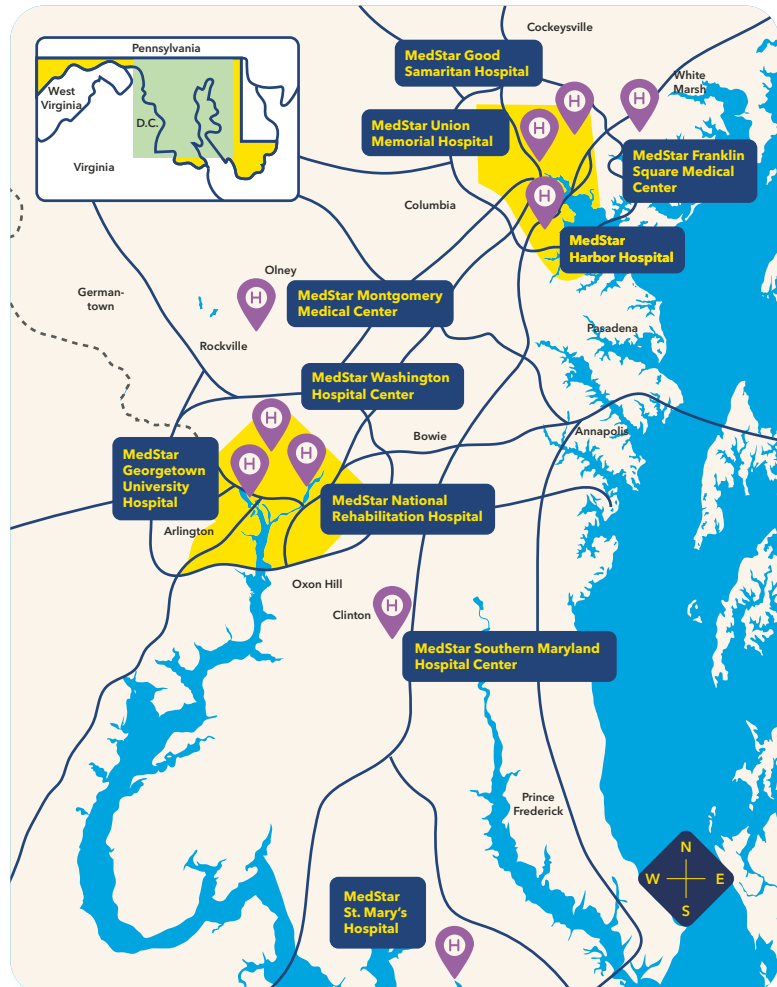 Cockeysville
Pennsylvania
MedStar Good
Samaritan Hospital
White
Marsh
West
Virginia
H
H
D.C.
MedStar Union
Memorial Hospital
H
Virginia
MedStar Franklin
Square Medical
Center
H
Columbia
MedStar
Harbor Hospital
Olney
German-
town
H
MedStar Montgomery
Medical Center
Pasadena
Rockville
MedStar Washington
Hospital Center
H
Bowie
Annapolis
MedStar
Georgetown
University
Hospital
H
H
MedStar National
Rehabilitation Hospital
Arlington
Oxon Hill
H
Clinton
MedStar Southern Maryland
Hospital Center
Prince
Frederick
N
W
E
S
MedStar
St. Mary's
Hospital
H